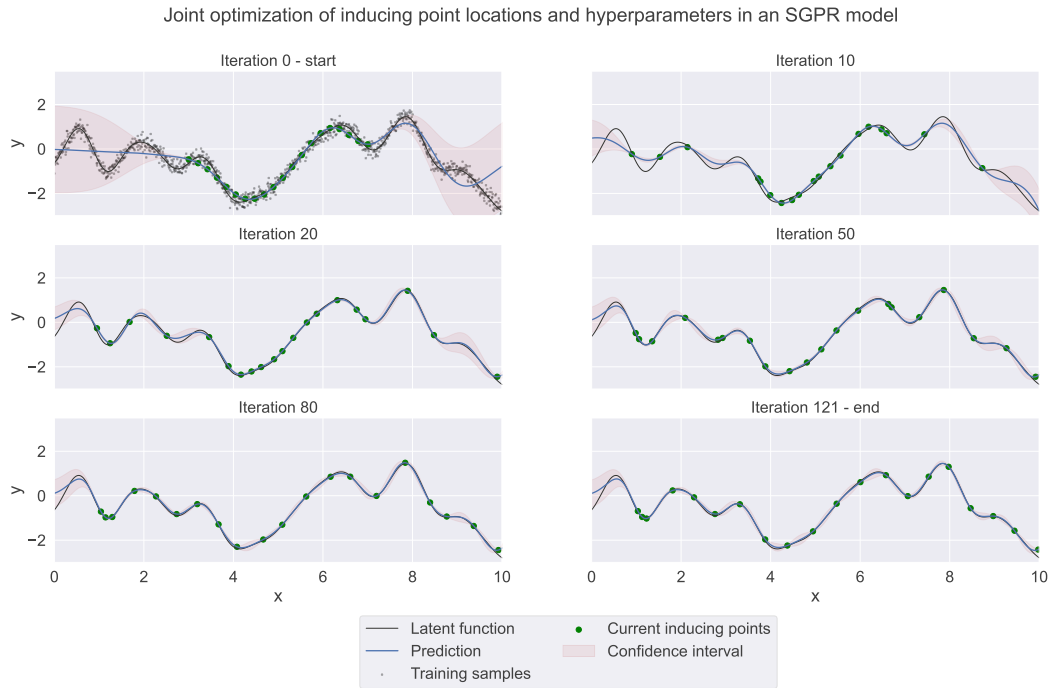 Joint optimization of inducing point locations and hyperparameters in an SGPR model
Iteration 0 - start
Iteration 10
2
0
−2
y
Iteration 20
Iteration 50
2
0
−2
y
Iteration 80
Iteration 121 - end
2
0
−2
y
0 2 4 6 8 10
0 2 4 6 8 10
x
x
Latent function
Prediction
Training samples
Current inducing points
Confidence interval